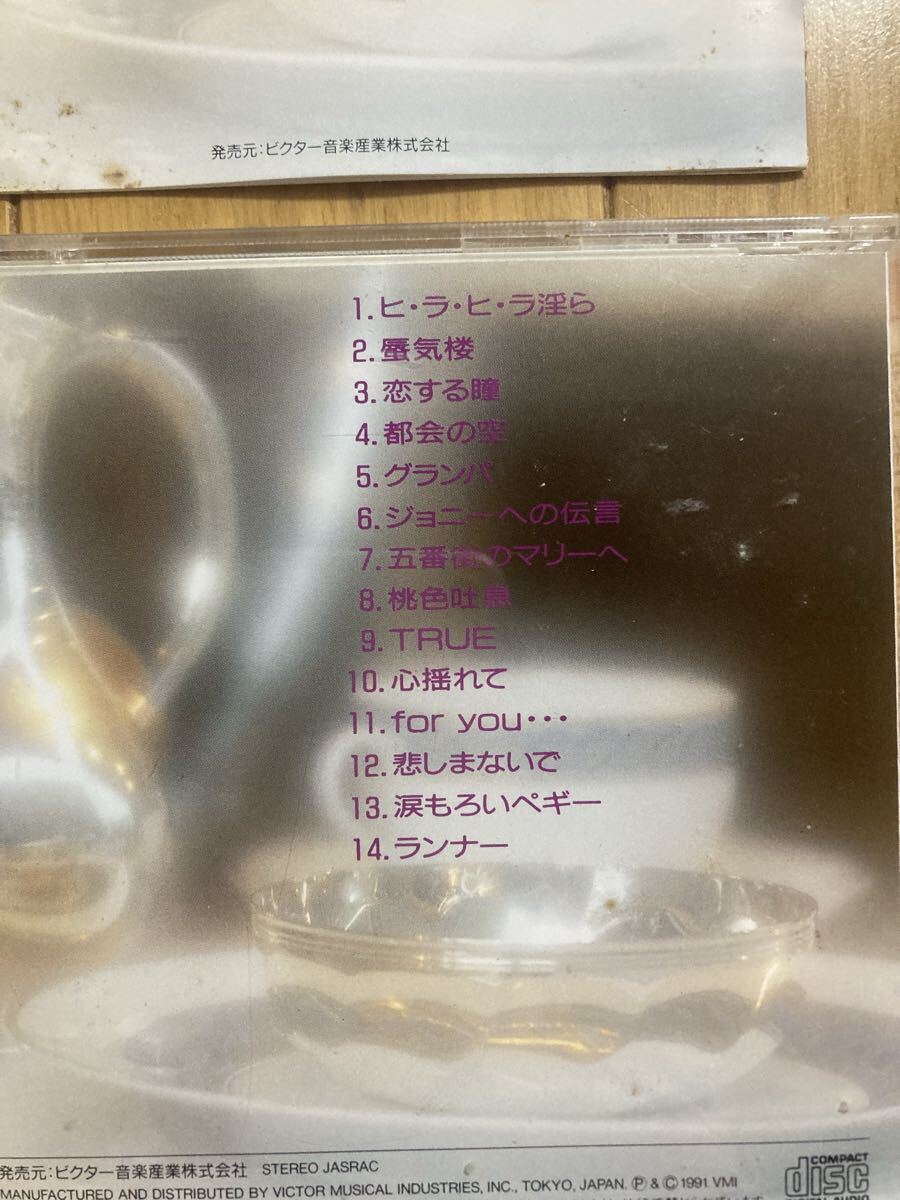 発売元:ビクター音楽産業株式会社
1.ヒ・ラ・ヒ・ラ淫ら
2.蜃気楼
3.恋する瞳
4.都会の空
5.グランパ
6.ジョニーへの伝言
7.五番街のマリーへ
8.桃色吐息
9.TRUE
10.心揺れて
11.for you・・・
12.悲しまないで
13.涙もろいペギー
14.ランナー
発売元:ビクター音楽産業株式会社 STEREO JASRAC
MANUFACTURED AND DISTRIBUTED BY VICTOR MUSICAL INDUSTRIES, INC., TOKYO, JAPAN. Ⓟ & © 1991 VMI
COMPACT
disc